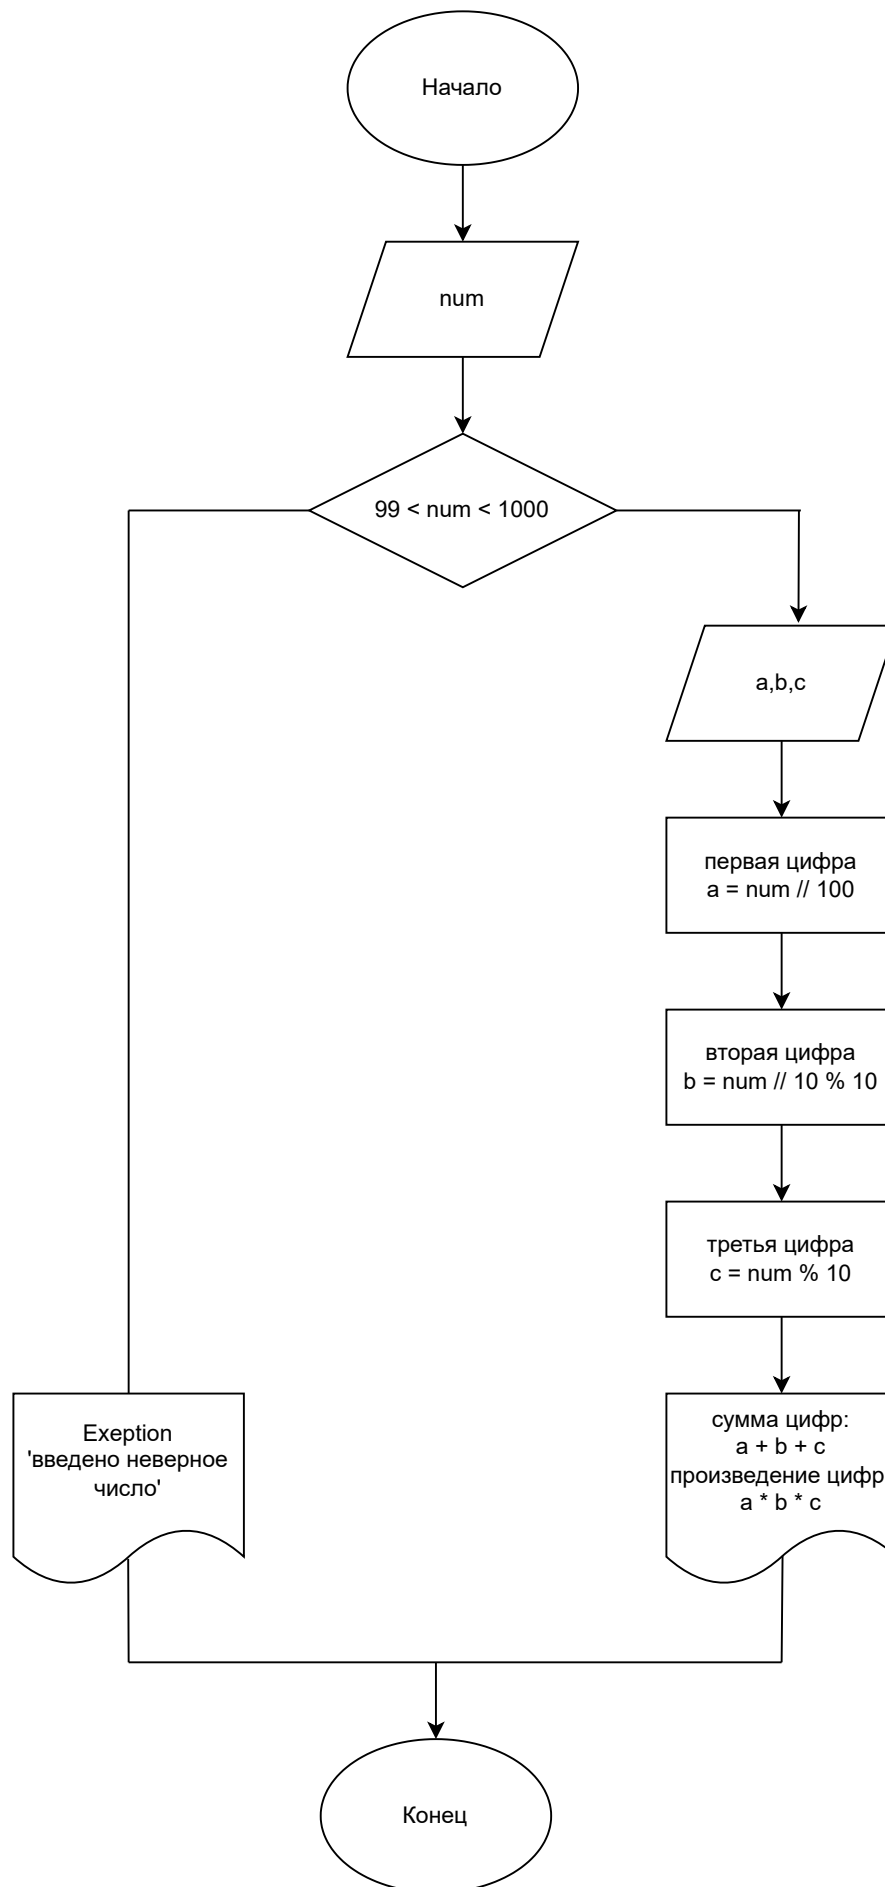 Начало
num
99 < num < 1000
a,b,c
первая цифра
a = num // 100
вторая цифра
b = num // 10 % 10
третья цифра
c = num % 10
Exeption
'введено неверное
число'
сумма цифр:
a + b + c
произведение цифр
a * b * c
Конец